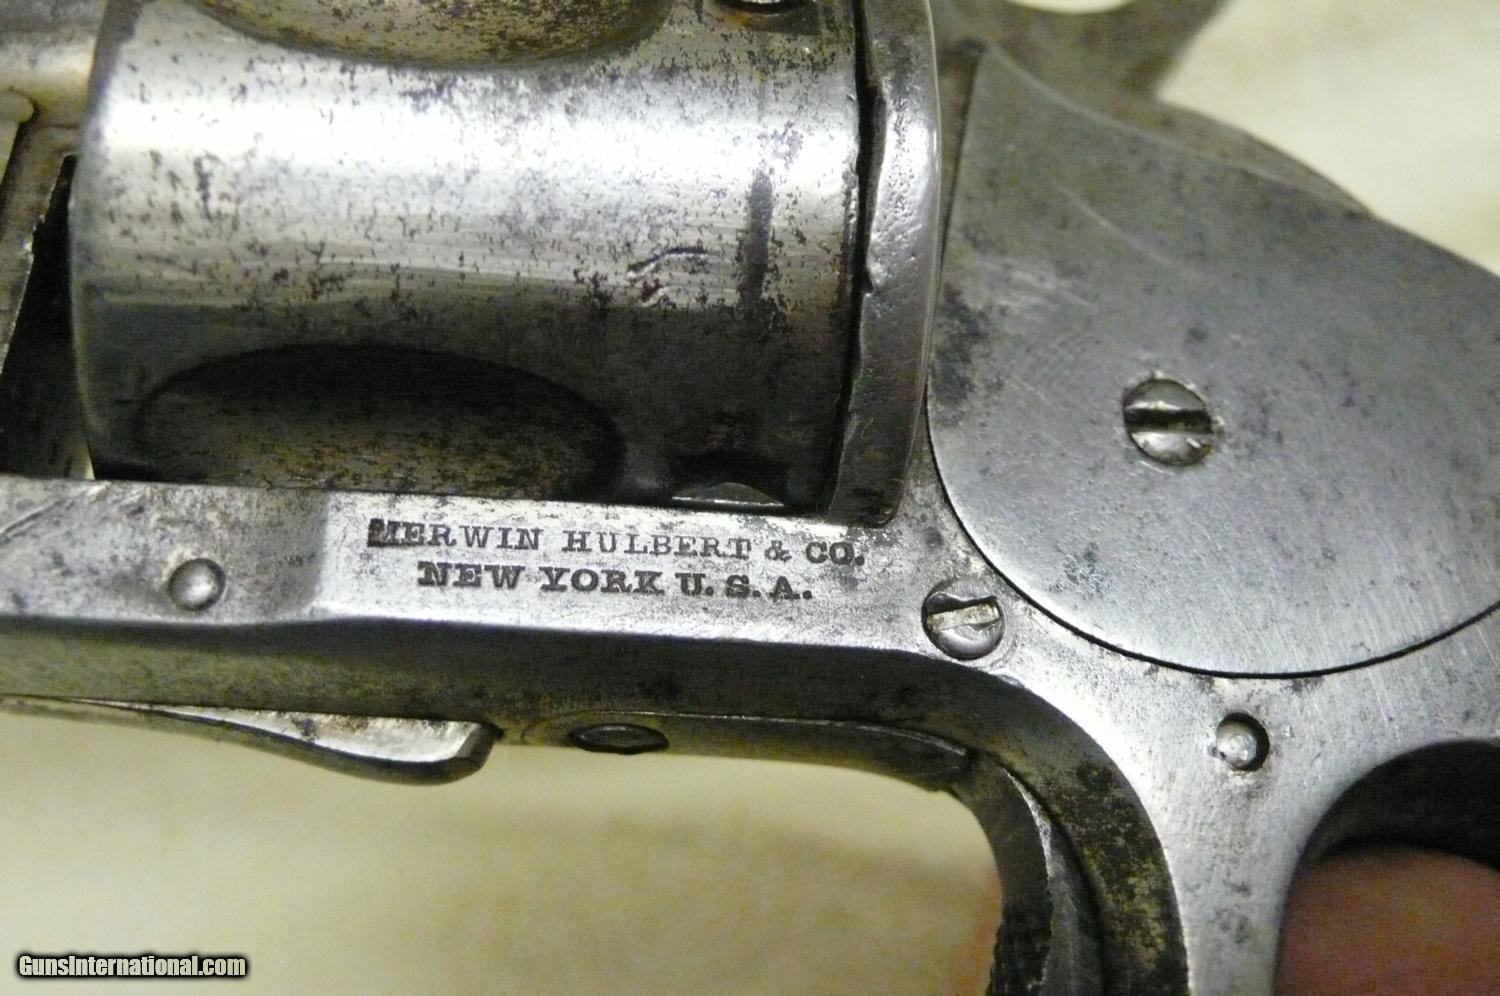 MERWIN HULBERT & CO.
NEW YORK U.S.A.
GunsInternational.com